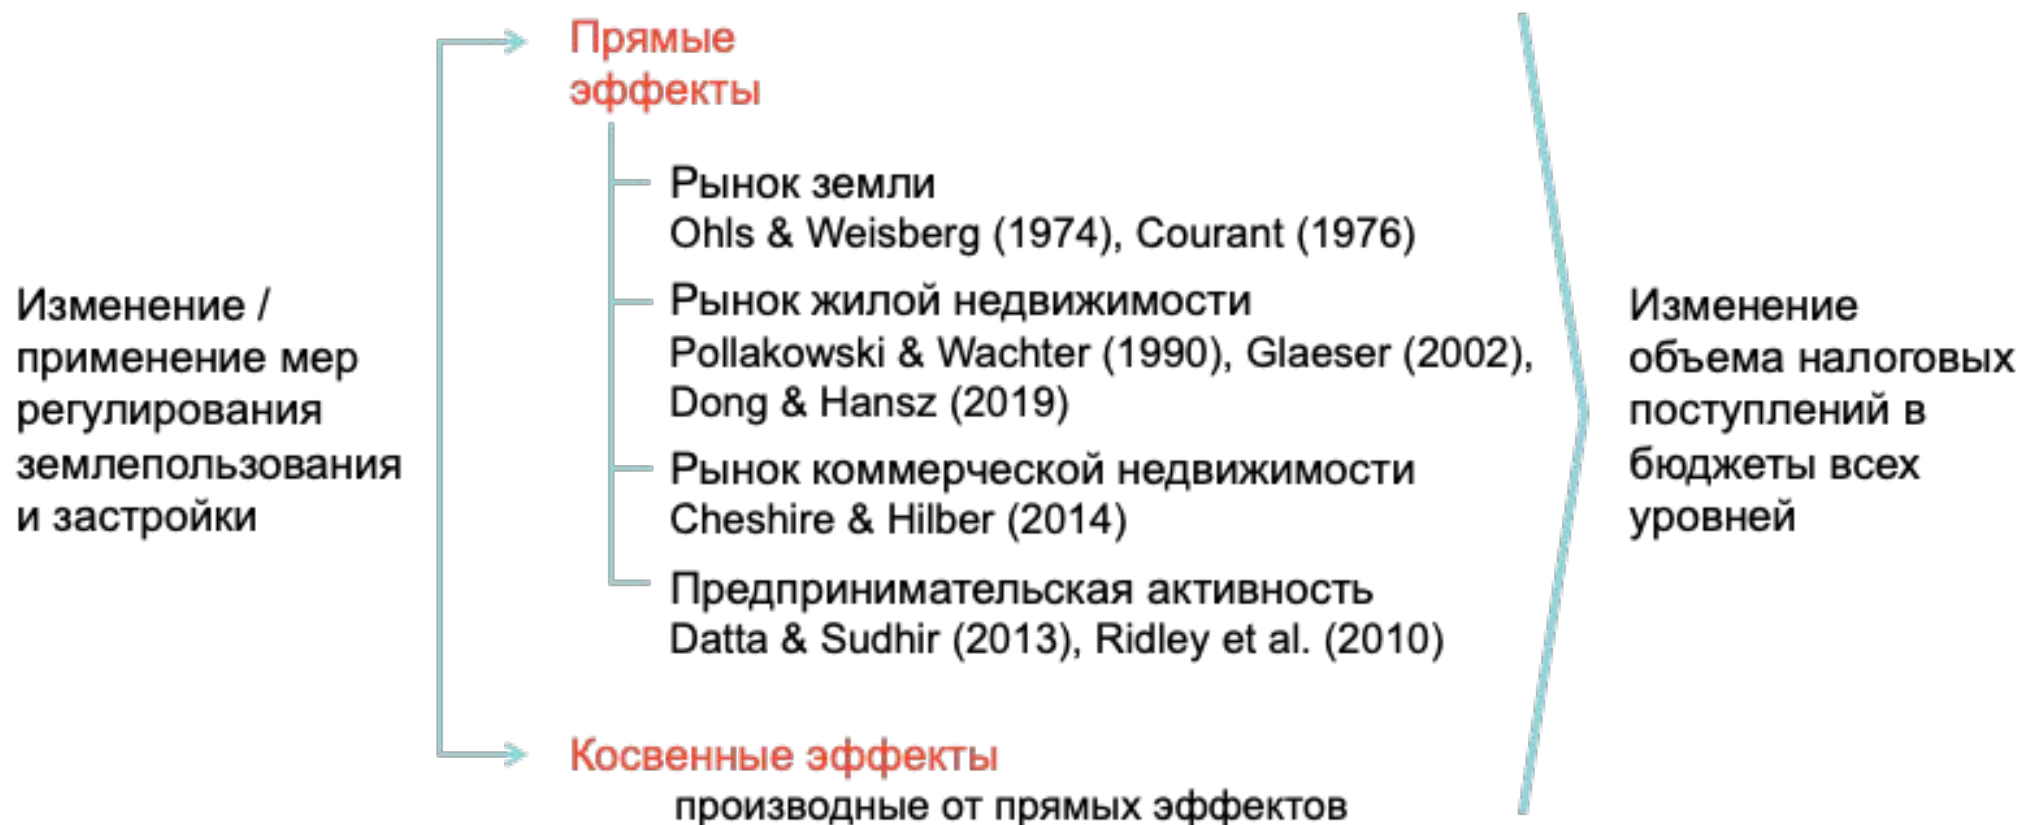 Изменение /
применение мер
регулирования
землепользования
и застройки
Прямые
эффекты
Рынок земли
Ohls & Weisberg (1974), Courant (1976)
Рынок жилой недвижимости
Pollakowski & Wachter (1990), Glaeser (2002),
Dong & Hansz (2019)
Рынок коммерческой недвижимости
Cheshire & Hilber (2014)
Предпринимательская активность
Datta & Sudhir (2013), Ridley et al. (2010)
Косвенные эффекты
производные от прямых эффектов
Изменение
объема налоговых
поступлений в
бюджеты всех
уровней